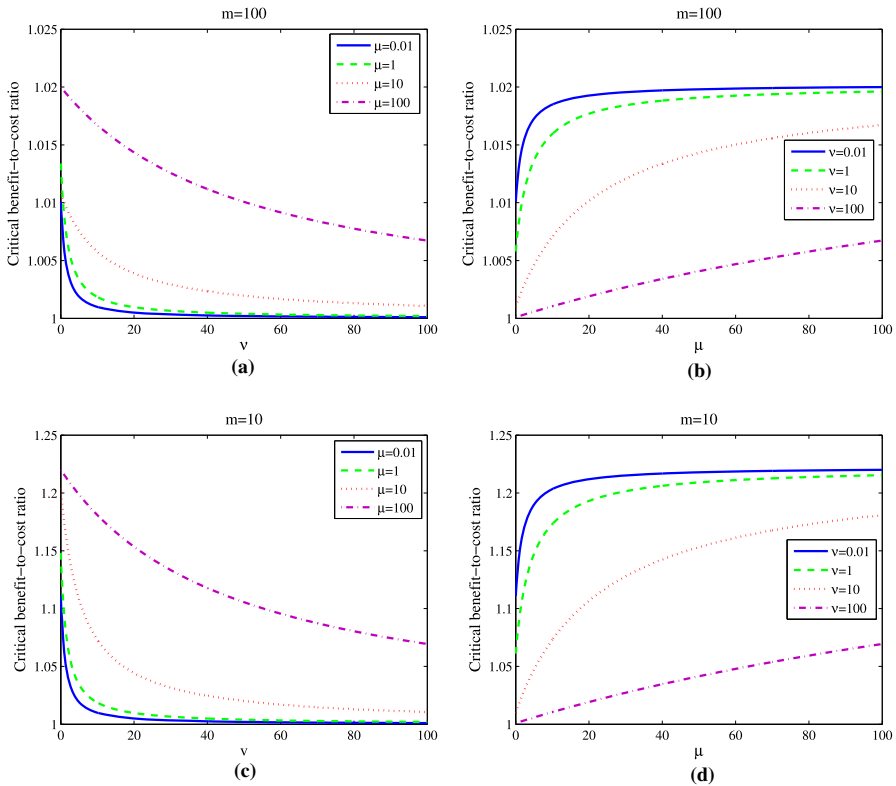 m=100
Critical benefit−to−cost ratio
1.025
1.02
1.015
1.01
1.005
1
0 20 40 60 80 100
ν
μ=0.01
μ=1
μ=10
μ=100
(a)
m=100
Critical benefit−to−cost ratio
1.025
1.020
1.015
1.01
1.005
1
0 20 40 60 80 100
μ
ν=0.01
ν=1
ν=10
ν=100
(b)
m=10
Critical benefit−to−cost ratio
1.25
1.20
1.15
1.1
1.05
1
0 20 40 60 80 100
v
μ=0.01
μ=1
μ=10
μ=100
(c)
m=10
Critical benefit−to−cost ratio
1.25
1.20
1.15
1.1
1.05
1
0 20 40 60 80 100
μ
ν=0.01
ν=1
ν=10
ν=100
(d)